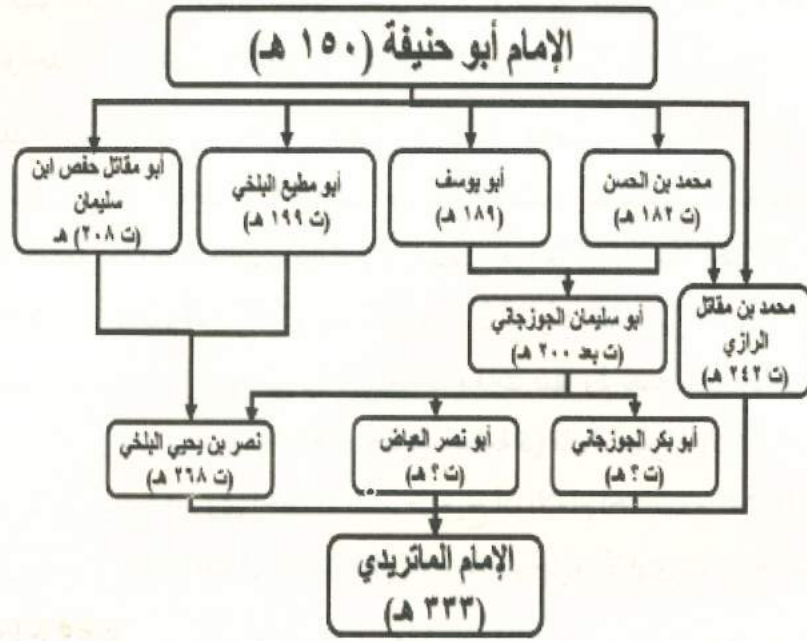 الإمام أبو حنيفة (١٥٠ هـ)
محمد بن الحسن
(ت ١٨٢ هـ)
أبو يوسف
(١٨٩ هـ)
أبو مطيع البلخي
(ت ١٩٩ هـ)
أبو مقاتل حفص ابن
سليمان
(ت ٢٠٨) هـ
محمد بن مقاتل
الرازي
(ت ٢٤٢ هـ)
أبو سليمان الجوزجاني
(ت بعد ٢٠٠ هـ)
أبو بكر الجوزجاني
(ت ؟ هـ)
أبو نصر العياض
(ت ؟ هـ)
نصر بن يحيي البلخي
(ت ٢٦٨ هـ)
الإمام الماتريدي
(٣٣٣ هـ)